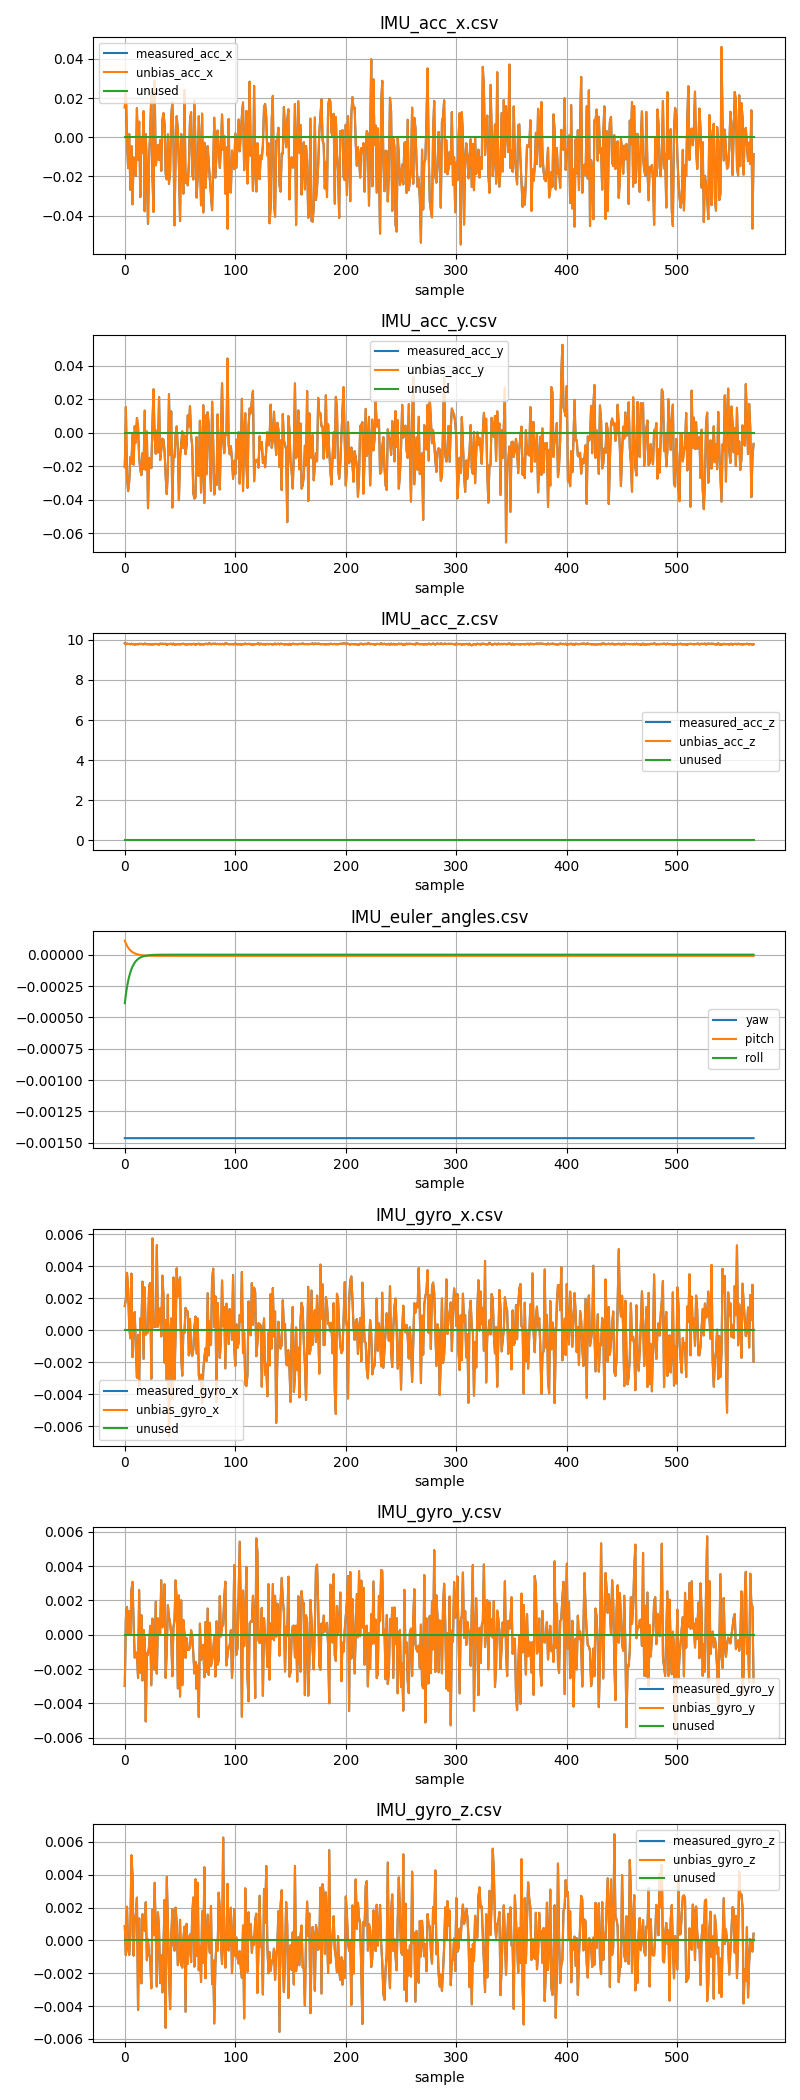 IMU_acc_x.csv
measured_acc_x
unbias_acc_x
unused
0.04
0.02
0.00
−0.02
−0.04
0 100 200 300 400 500
sample
IMU_acc_y.csv
measured_acc_y
unbias_acc_y
unused
0.04
0.02
0.00
−0.02
−0.04
−0.06
0 100 200 300 400 500
sample
IMU_acc_z.csv
10
8
6
4
2
0
measured_acc_z
unbias_acc_z
unused
0 100 200 300 400 500
sample
IMU_euler_angles.csv
0.00000
−0.00025
−0.00050
−0.00075
−0.00100
−0.00125
−0.00150
yaw
pitch
roll
0 100 200 300 400 500
sample
IMU_gyro_x.csv
0.006
0.004
0.002
0.000
−0.002
−0.004
−0.006
measured_gyro_x
unbias_gyro_x
unused
0 100 200 300 400 500
sample
IMU_gyro_y.csv
0.006
0.004
0.002
0.000
−0.002
−0.004
−0.006
measured_gyro_y
unbias_gyro_y
unused
0 100 200 300 400 500
sample
IMU_gyro_z.csv
measured_gyro_z
unbias_gyro_z
unused
0.006
0.004
0.002
0.000
−0.002
−0.004
−0.006
0 100 200 300 400 500
sample